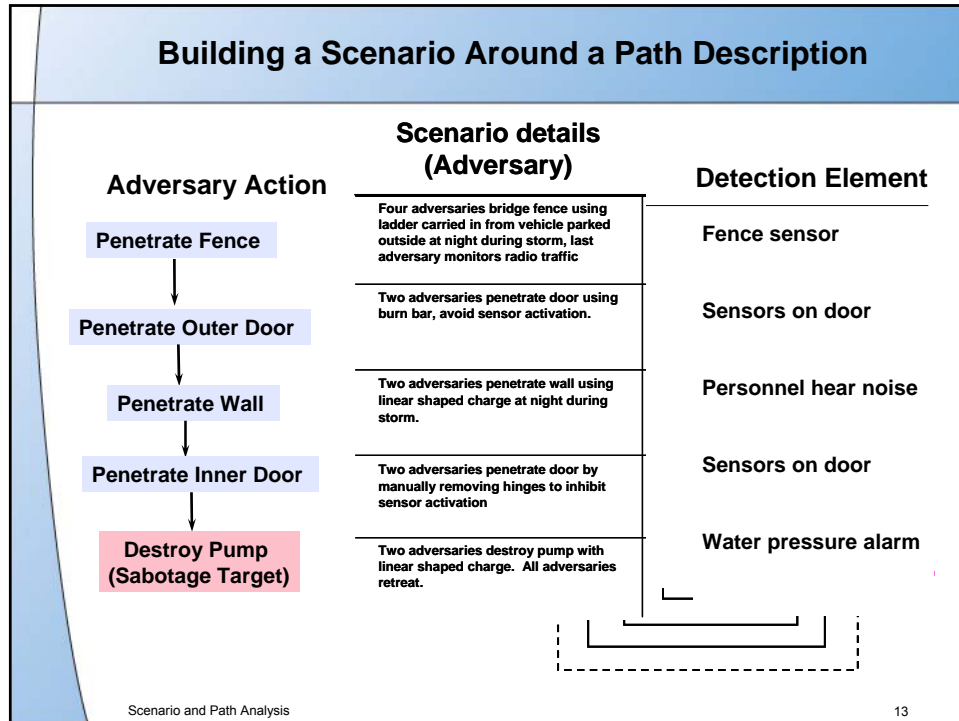 Building a Scenario Around a Path Description
Adversary Action
Scenario details
(Adversary)
Detection Element
Penetrate Fence
Four adversaries bridge fence using
ladder carried in from vehicle parked
outside at night during storm, last
adversary monitors radio traffic
Fence sensor
Penetrate Outer Door
Two adversaries penetrate door using
burn bar, avoid sensor activation.
Sensors on door
Penetrate Wall
Two adversaries penetrate wall using
linear shaped charge at night during
storm.
Personnel hear noise
Penetrate Inner Door
Two adversaries penetrate door by
manually removing hinges to inhibit
sensor activation
Sensors on door
Destroy Pump
(Sabotage Target)
Two adversaries destroy pump with
linear shaped charge.  All adversaries
retreat.
Water pressure alarm
Scenario and Path Analysis
13